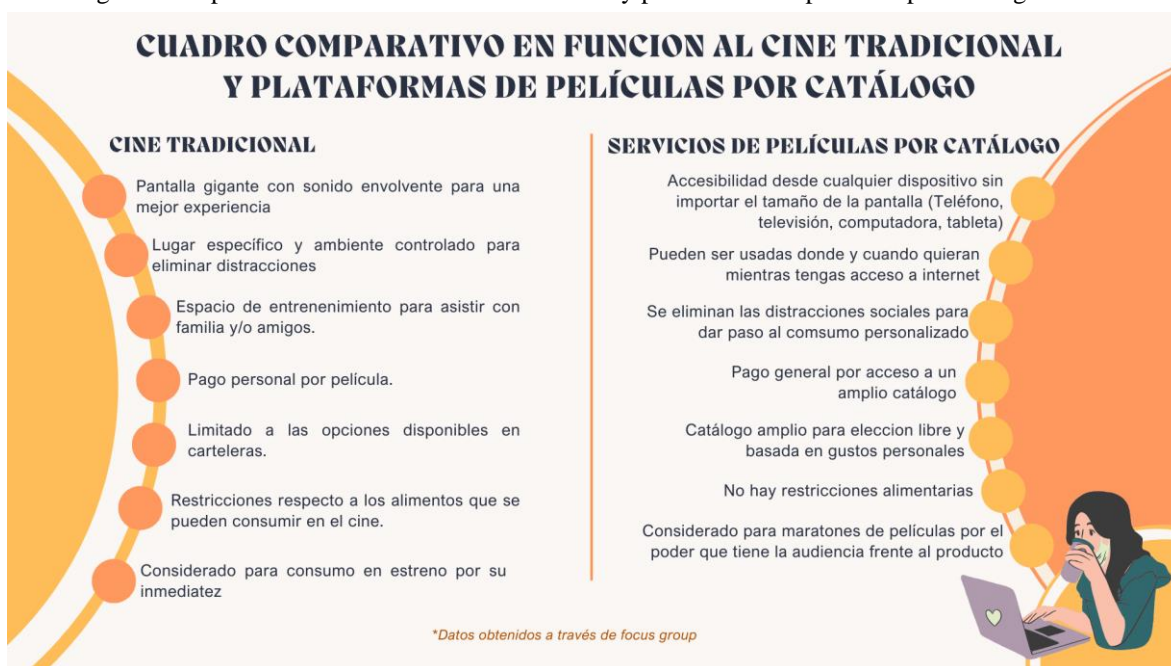 CUADRO COMPARATIVO EN FUNCION AL CINE TRADICIONAL
Y PLATAFORMAS DE PELÍCULAS POR CATÁLOGO
CINE TRADICIONAL
Pantalla gigante con sonido envolvente para una
mejor experiencia
Lugar específico y ambiente controlado para
eliminar distracciones
Espacio de entrenenimiento para asistir con
familia y/o amigos.
Pago personal por película.
Limitado a las opciones disponibles en
carteleras.
Restricciones respecto a los alimentos que se
pueden consumir en el cine.
Considerado para consumo en estreno por su
inmediatez
SERVICIOS DE PELÍCULAS POR CATÁLOGO
Accesibilidad desde cualquier dispositivo sin
importar el tamaño de la pantalla (Teléfono,
televisión, computadora, tableta)
Pueden ser usadas donde y cuando quieran
mientras tengas acceso a internet
Se eliminan las distracciones sociales para
dar paso al comsumo personalizado
Pago general por acceso a un
amplio catálogo
Catálogo amplio para eleccion libre y
basada en gustos personales
No hay restricciones alimentarias
Considerado para maratones de películas por el
poder que tiene la audiencia frente al producto
*Datos obtenidos a través de focus group